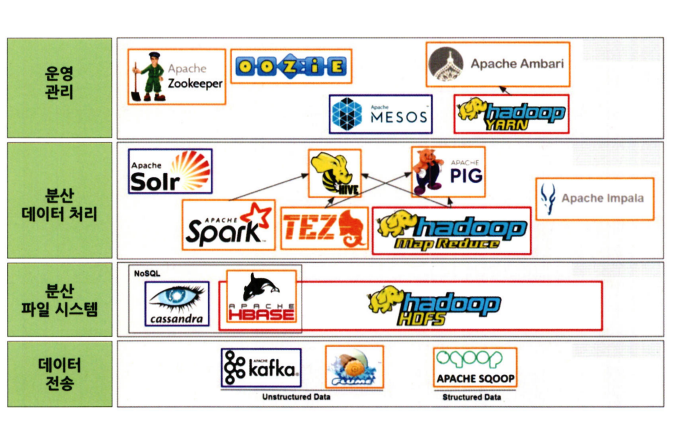 운영
관리
Apache
Zookeeper
OOZiE
Apache Ambari
Apache
MESOS
hadoop
YARN
분산
데이터 처리
Apache
Solr
HIVE
APACHE
PIG
Apache Impala
APACHE
Spark
TEZ
hadoop
Map Reduce
분산
파일 시스템
NoSQL
cassandra
APACHE
HBASE
hadoop
HDFS
데이터
전송
APACHE
kafka
FLUME
sqoop
APACHE SQOOP
Unstructured Data
Structured Data